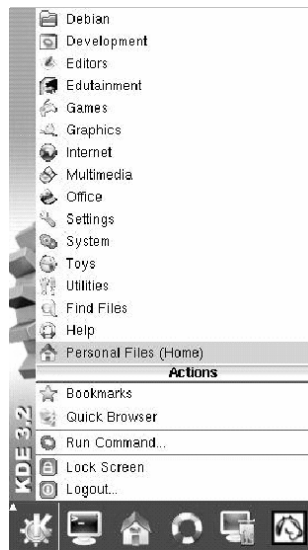 Debian
Development
Editors
Edutainment
Games
Graphics
Internet
Multimedia
Office
Settings
System
Toys
Utilities
Find Files
Help
Personal Files (Home)
Actions
Bookmarks
Quick Browser
Run Command...
Lock Screen
Logout...
KDE 3.2